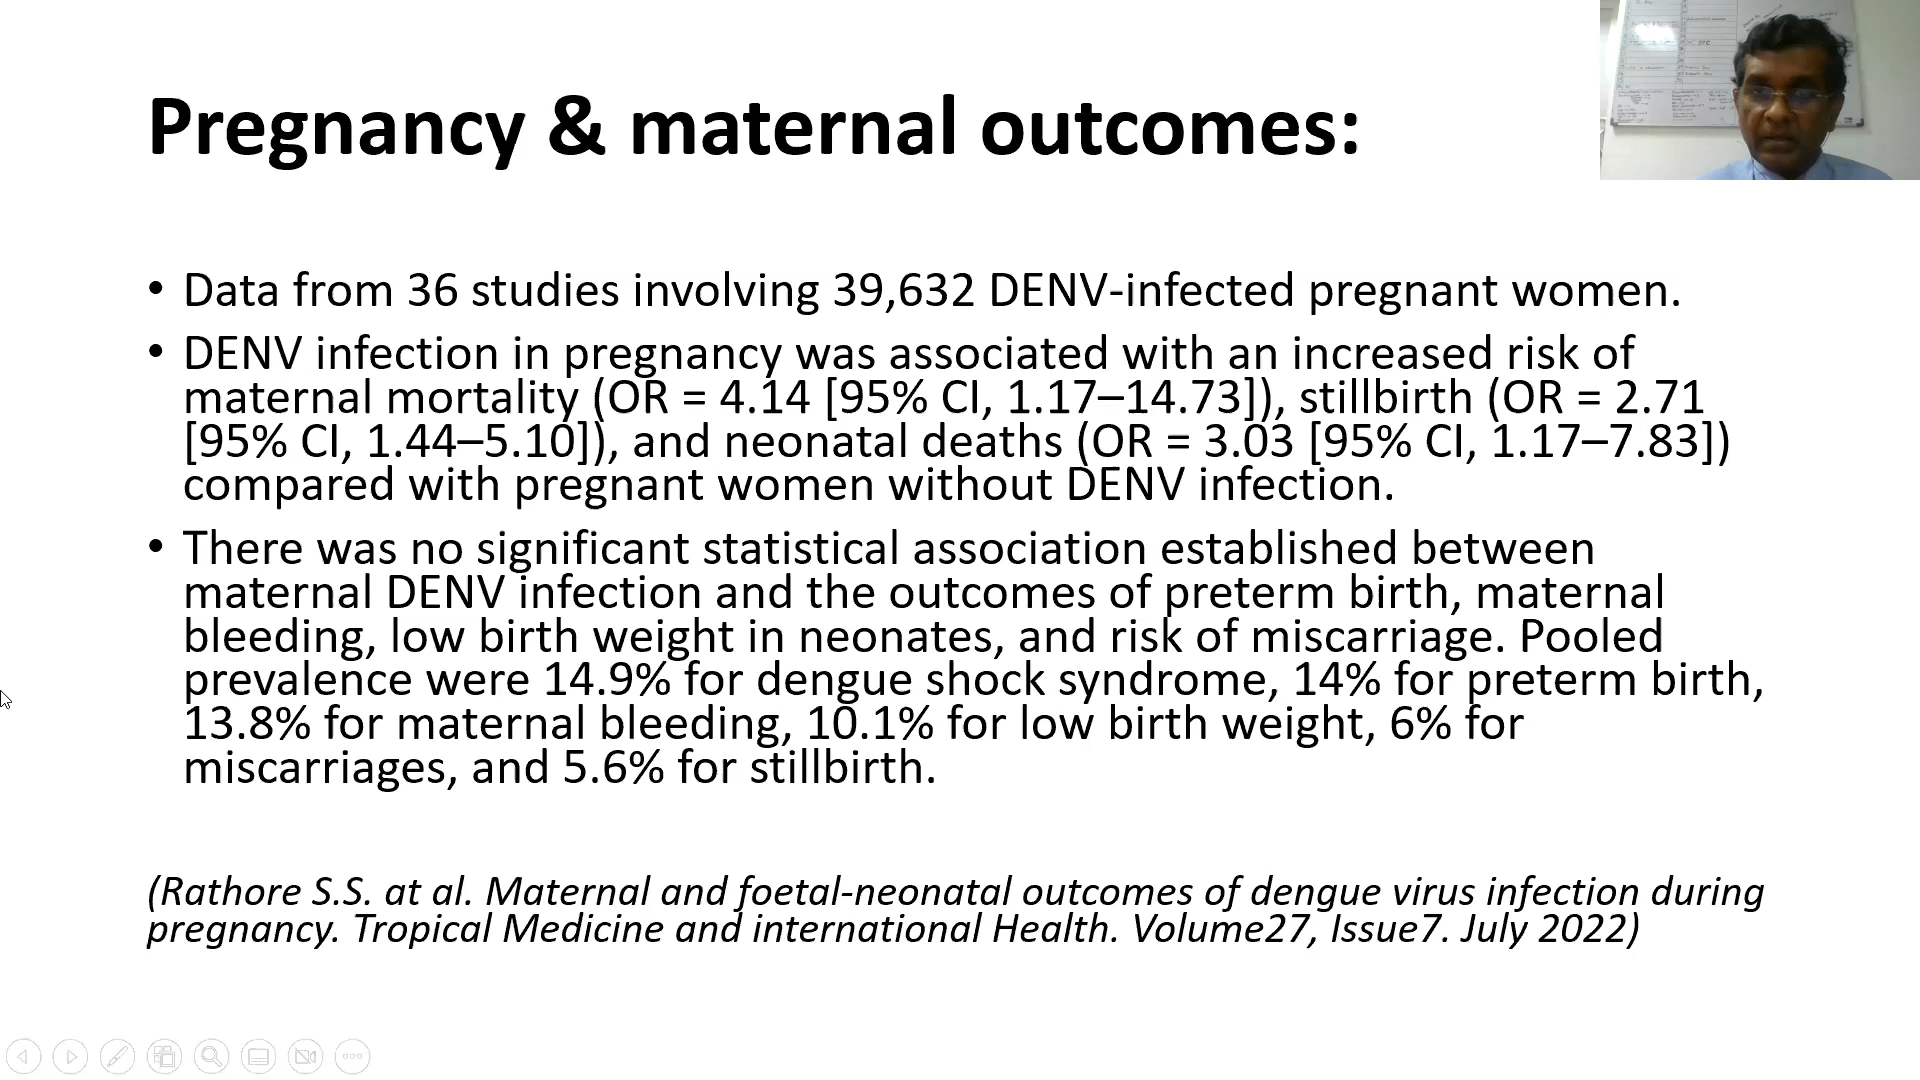 Pregnancy & maternal outcomes:
• Data from 36 studies involving 39,632 DENV-infected pregnant women.
• DENV infection in pregnancy was associated with an increased risk of
maternal mortality (OR = 4.14 [95% CI, 1.17–14.73]), stillbirth (OR = 2.71
[95% CI, 1.44–5.10]), and neonatal deaths (OR = 3.03 [95% CI, 1.17–7.83])
compared with pregnant women without DENV infection.
• There was no significant statistical association established between
maternal DENV infection and the outcomes of preterm birth, maternal
bleeding, low birth weight in neonates, and risk of miscarriage. Pooled
prevalence were 14.9% for dengue shock syndrome, 14% for preterm birth,
13.8% for maternal bleeding, 10.1% for low birth weight, 6% for
miscarriages, and 5.6% for stillbirth.
(Rathore S.S. at al. Maternal and foetal-neonatal outcomes of dengue virus infection during
pregnancy. Tropical Medicine and international Health. Volume27, Issue7. July 2022)